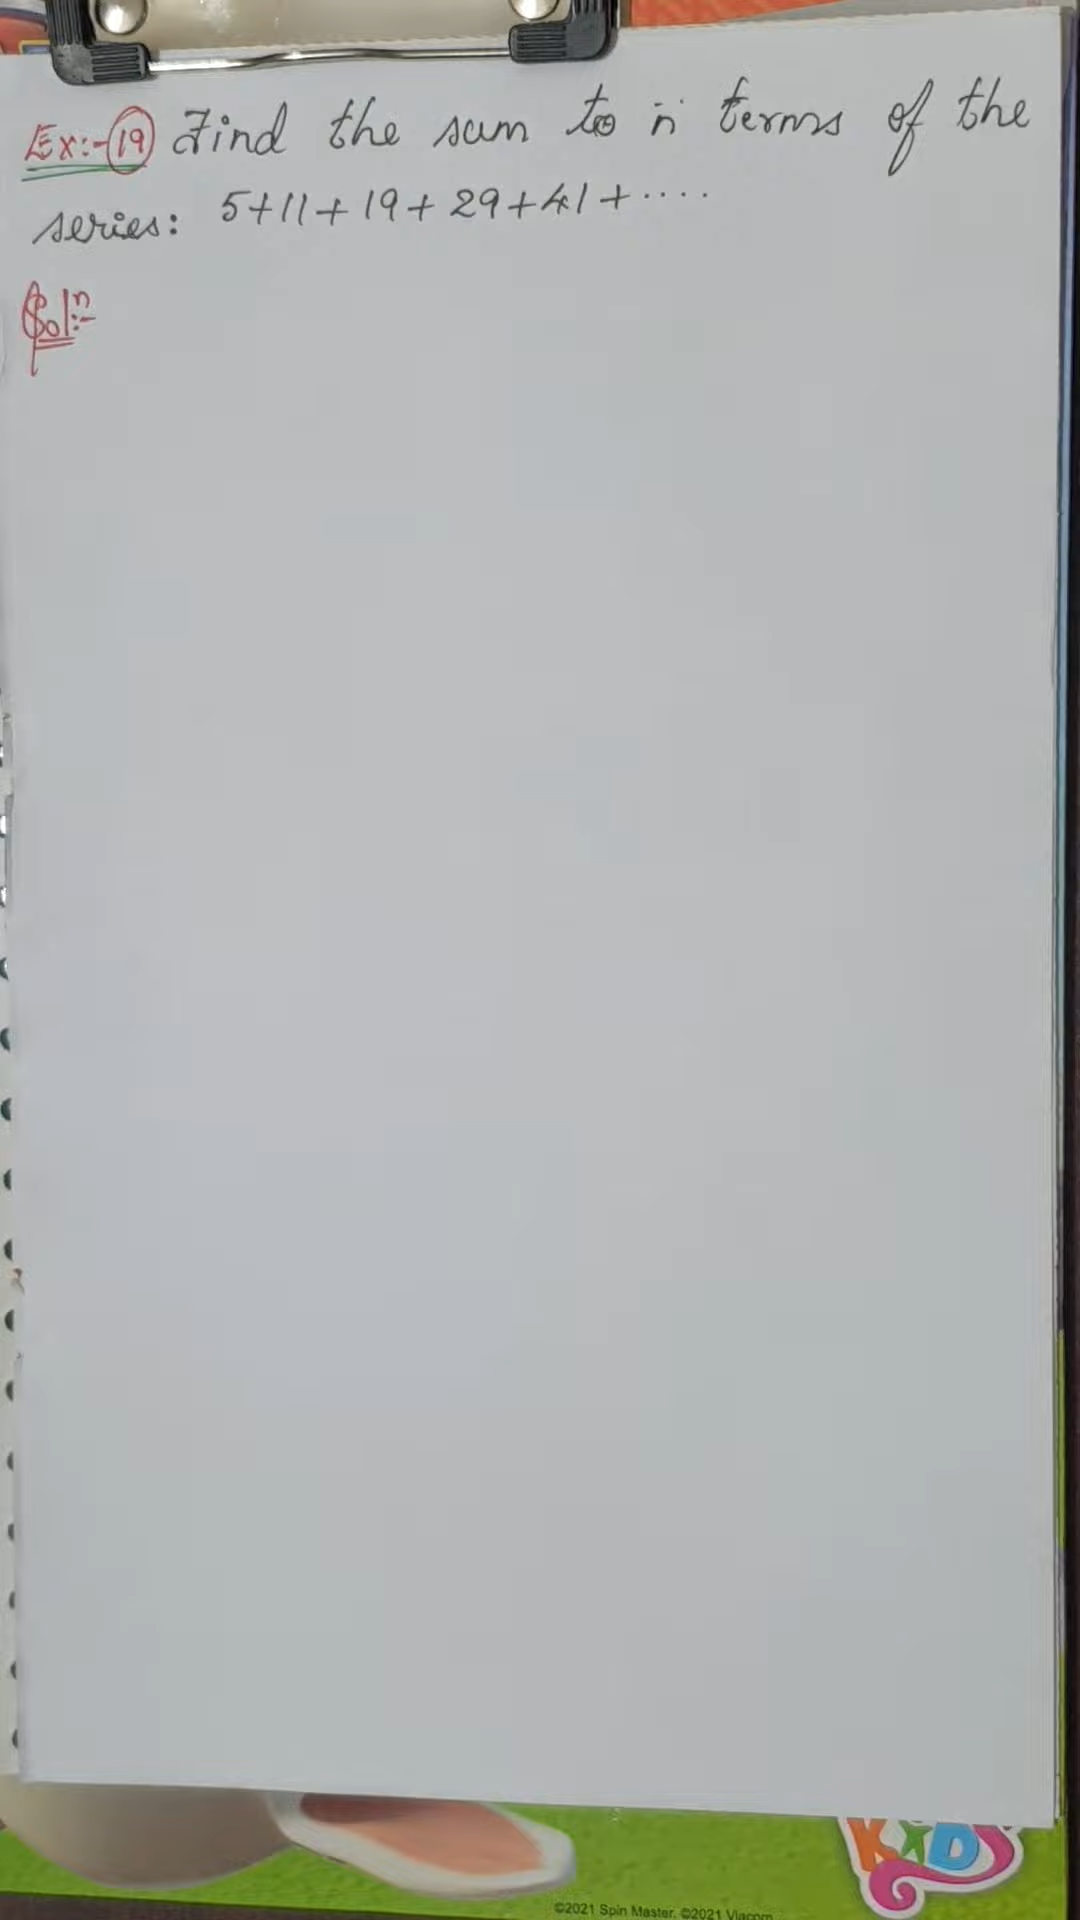 Ex:-19 Find the sum to 'n' terms of the
series: 5+11+19+29+41+....
Solⁿ:-
KiDS
©2021 Spin Master. ©2021 Viacom